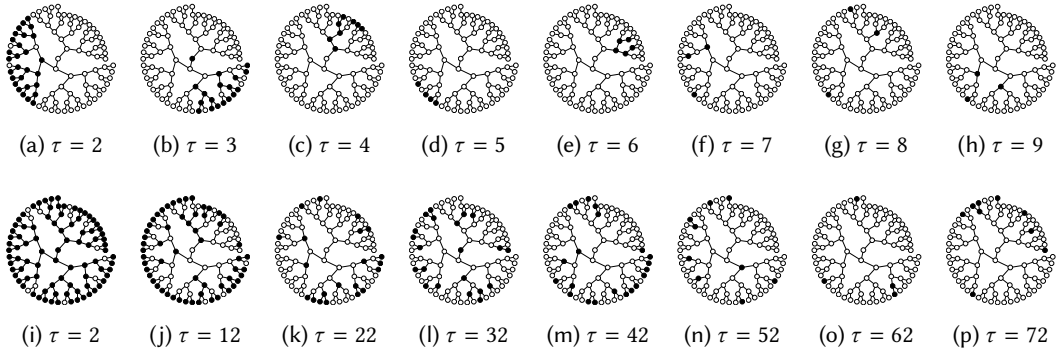 (a) τ = 2 (b) τ = 3 (c) τ = 4 (d) τ = 5 (e) τ = 6 (f) τ = 7 (g) τ = 8 (h) τ = 9
(i) τ = 2 (j) τ = 12 (k) τ = 22 (l) τ = 32 (m) τ = 42 (n) τ = 52 (o) τ = 62 (p) τ = 72